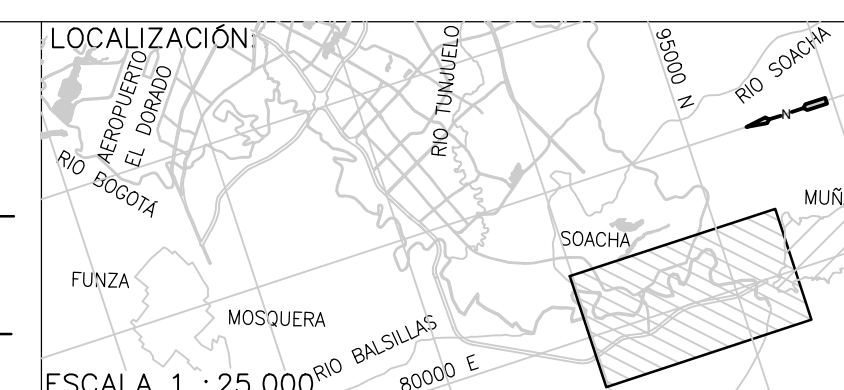 LOCALIZACIÓN:
AEROPUERTO
EL DORADO
RIO BOGOTÁ
RIO TUNJUELO
95000 N
RIO SOACHA
N
MUÑ
SOACHA
FUNZA
MOSQUERA
RIO BALSILLAS
80000 E
ESCALA 1 : 25.000